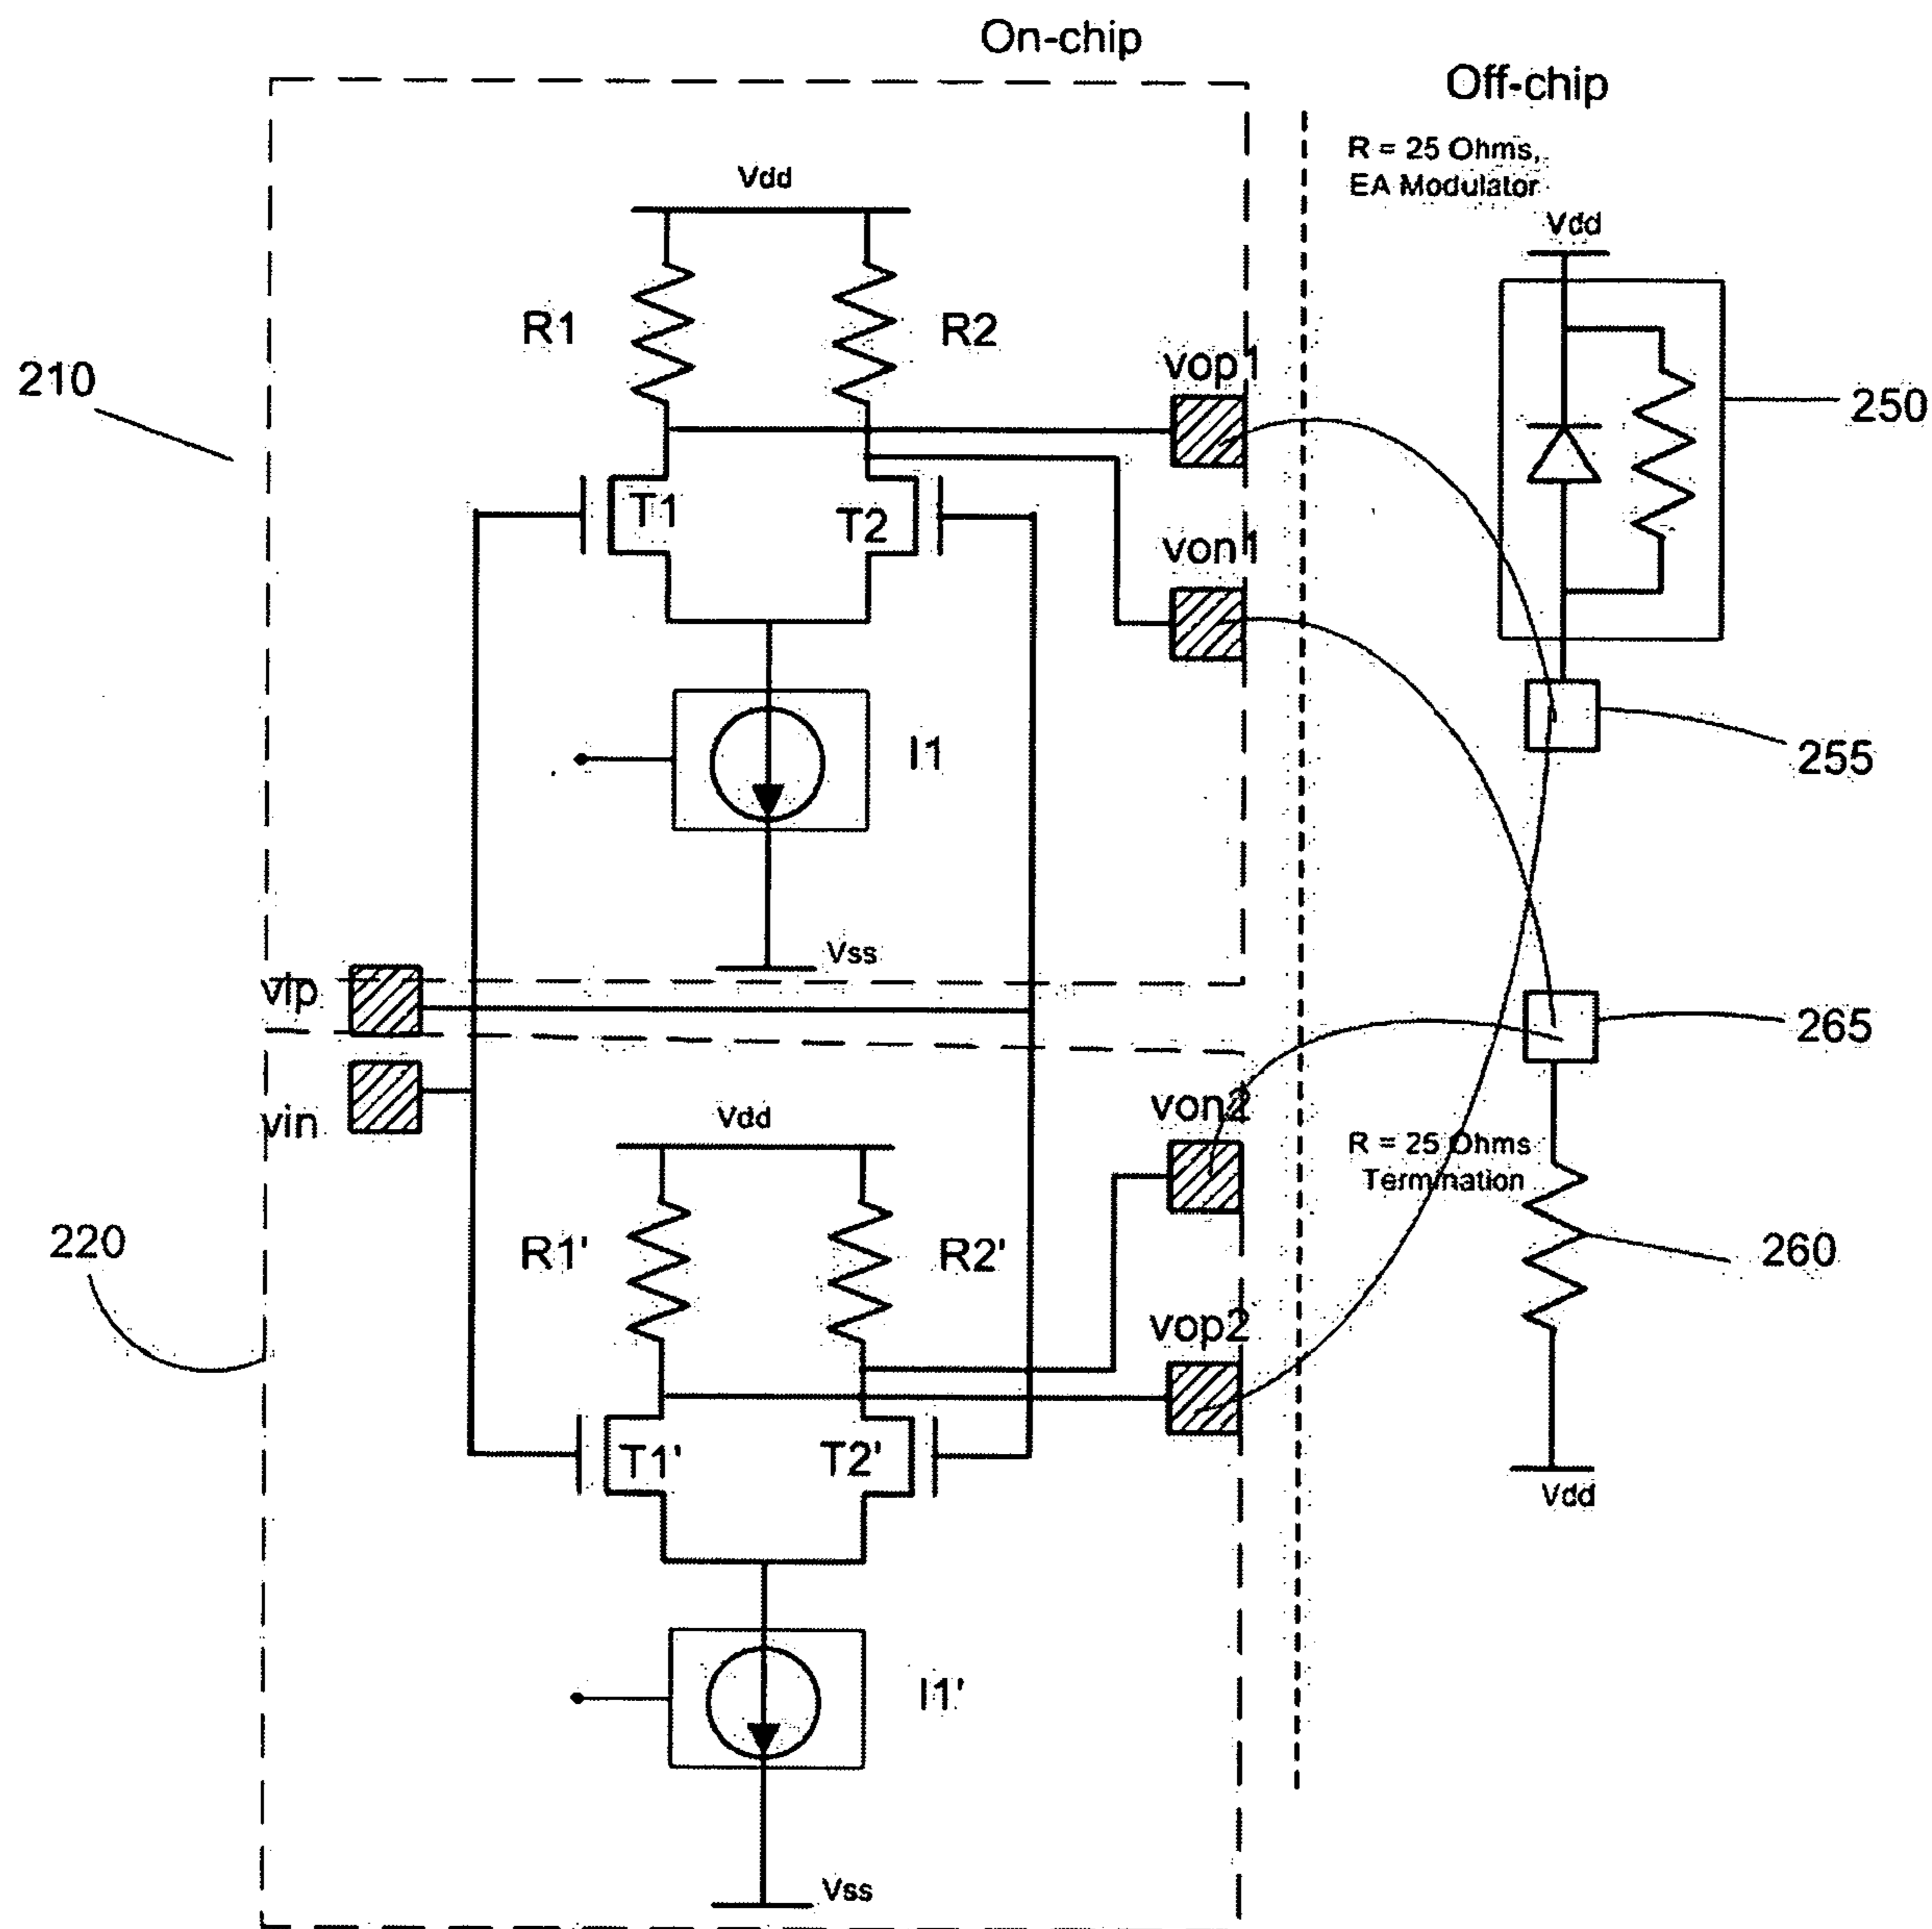 On-chip
Off-chip
R = 25 Ohms,
EA Modulator
Vdd
Vdd
R1
R2
vop1
210
250
T1
T2
von1
I1
255
Vss
vip
265
vin
von2
Vdd
R = 25 Ohms
Termination
220
R1'
R2'
260
vop2
T1'
T2'
Vdd
I1'
Vss